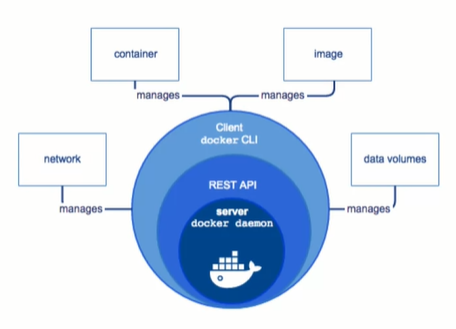 container
image
manages
manages
Client
docker CLI
network
data volumes
REST API
manages
server
docker daemon
manages